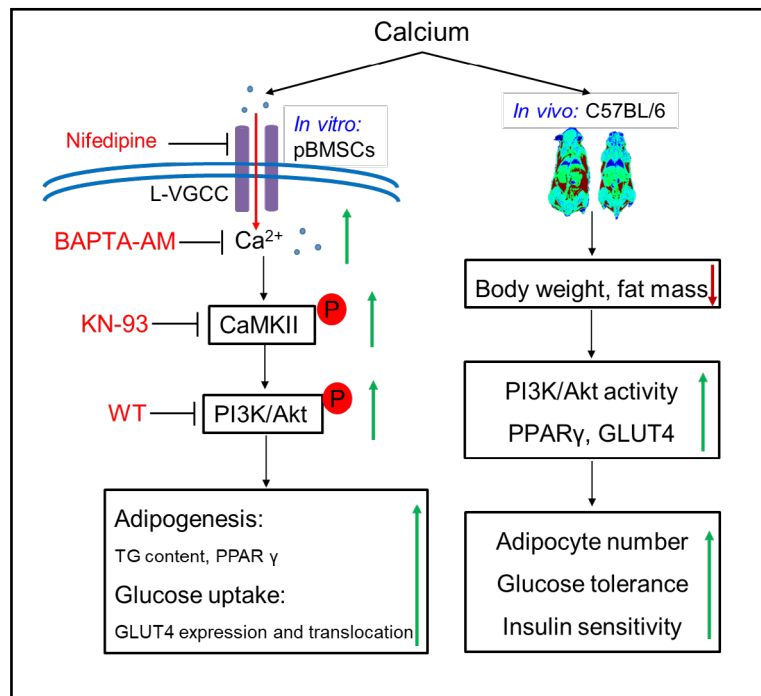 Calcium
In vitro:
pBMSCs
Nifedipine
L-VGCC
BAPTA-AM
Ca²⁺
KN-93
CaMKII
P
WT
PI3K/Akt
P
Adipogenesis:
TG content, PPAR γ
Glucose uptake:
GLUT4 expression and translocation
In vivo: C57BL/6
Body weight, fat mass
PI3K/Akt activity
PPARγ, GLUT4
Adipocyte number
Glucose tolerance
Insulin sensitivity